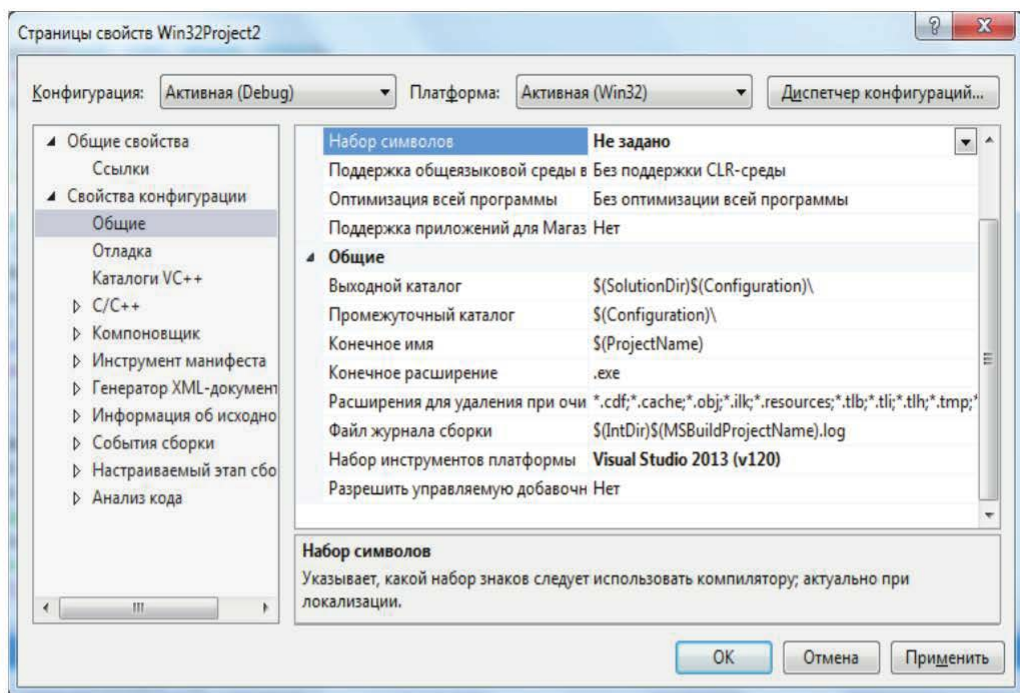 Страницы свойств Win32Project2
Конфигурация: Активная (Debug) Платформа: Активная (Win32) Диспетчер конфигураций...
Общие свойства
Ссылки
Свойства конфигурации
Общие
Отладка
Каталоги VC++
C/C++
Компоновщик
Инструмент манифеста
Генератор XML-документ
Информация об исходно
События сборки
Настраиваемый этап сбо
Анализ кода
Набор символов Не задано
Поддержка общеязыковой среды в Без поддержки CLR-среды
Оптимизация всей программы Без оптимизации всей программы
Поддержка приложений для Магаз Нет
Общие
Выходной каталог $(SolutionDir)$(Configuration)\
Промежуточный каталог $(Configuration)\
Конечное имя $(ProjectName)
Конечное расширение .exe
Расширения для удаления при очи *.cdf;*.cache;*.obj;*.ilk;*.resources;*.tlb;*.tli;*.tlh;*.tmp;*
Файл журнала сборки $(IntDir)$(MSBuildProjectName).log
Набор инструментов платформы Visual Studio 2013 (v120)
Разрешить управляемую добавочн Нет
Набор символов
Указывает, какой набор знаков следует использовать компилятору; актуально при
локализации.
ОК Отмена Применить